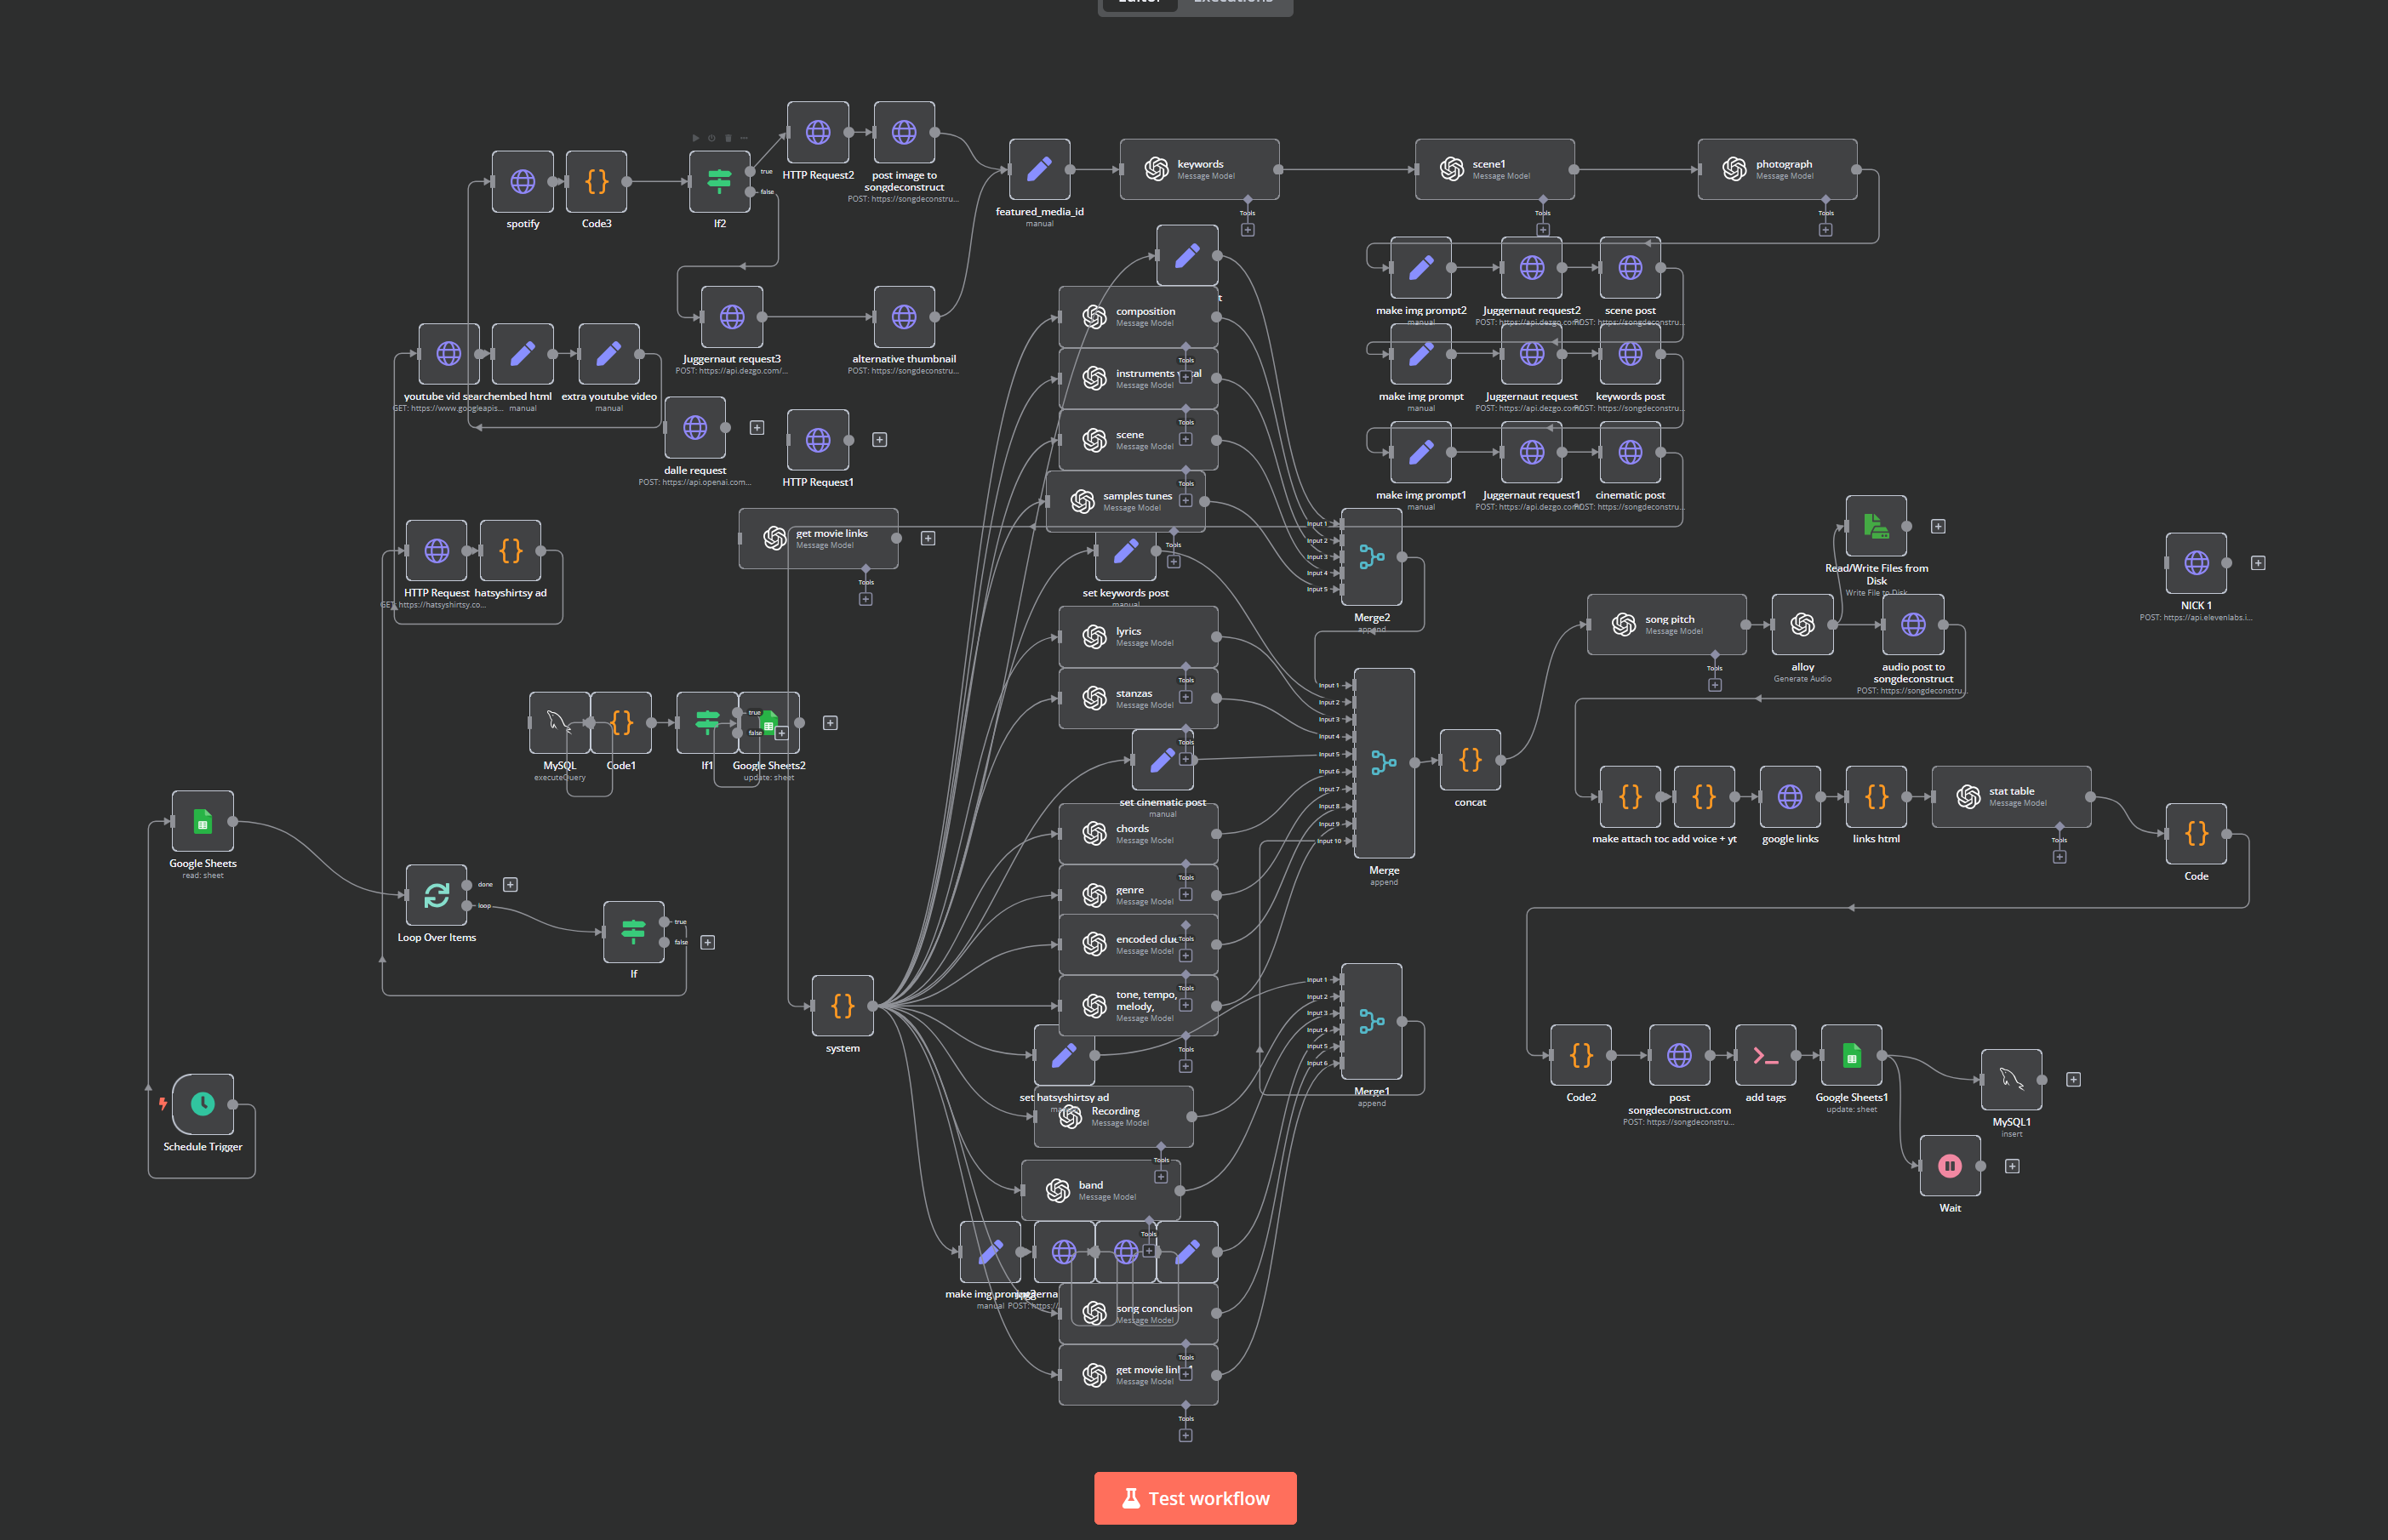 Editor Executions
spotify
Code3
If2
true
false
HTTP Request2
post image to
songdeconstruct
POST: https://songdeconstru...
featured_media_id
manual
keywords
Message Model
Tools
scene1
Message Model
Tools
photograph
Message Model
Tools
make img prompt2
manual
Juggernaut request2
POST: https://api.dezgo.com/
scene post
POST: https://songdeconstru...
Juggernaut request3
POST: https://api.dezgo.com/...
alternative thumbnail
POST: https://songdeconstru...
composition
Message Model
Tools
instruments
Message Model
Tools
scene
Message Model
Tools
samples tunes
Message Model
Tools
youtube vid search
GET: https://www.googleapis...
embed html
manual
extra youtube video
manual
make img prompt
manual
Juggernaut request
POST: https://api.dezgo.com/
keywords post
POST: https://songdeconstru...
dalle request
POST: https://api.openai.com...
HTTP Request1
make img prompt1
manual
Juggernaut request1
POST: https://api.dezgo.com/
cinematic post
POST: https://songdeconstru...
get movie links
Message Model
Tools
HTTP Request
GET: https://hatsyshirtsy.co...
hatsyshirtsy ad
set keywords post
manual
Input 1
Input 2
Input 3
Input 4
Input 5
Merge2
append
Read/Write Files from
Disk
Write File to Disk
NICK 1
POST: https://api.elevenlabs.i...
lyrics
Message Model
Tools
stanzas
Message Model
Tools
song pitch
Message Model
Tools
alloy
Generate Audio
audio post to
songdeconstruct
POST: https://songdeconstru...
MySQL
executeQuery
Code1
If1
true
false
Google Sheets2
update: sheet
set cinematic post
manual
Input 1
Input 2
Input 3
Input 4
Input 5
Input 6
Input 7
Input 8
Input 9
Input 10
Merge
append
concat
make attach toc
add voice + yt
google links
links html
stat table
Message Model
Tools
Code
Google Sheets
read: sheet
Loop Over Items
done
loop
If
true
false
chords
Message Model
Tools
genre
Message Model
Tools
encoded clue
Message Model
Tools
tone, tempo,
melody,
Message Model
Tools
system
Input 1
Input 2
Input 3
Input 4
Input 5
Input 6
Merge1
append
set hatsyshirtsy ad
Recording
Message Model
Tools
Schedule Trigger
Code2
post
songdeconstruct.com
POST: https://songdeconstru...
add tags
Google Sheets1
update: sheet
MySQL1
insert
Wait
band
Message Model
Tools
make img prompt3
manual
POST: https://
song conclusion
Message Model
Tools
get movie
Message Model
Tools
Test workflow